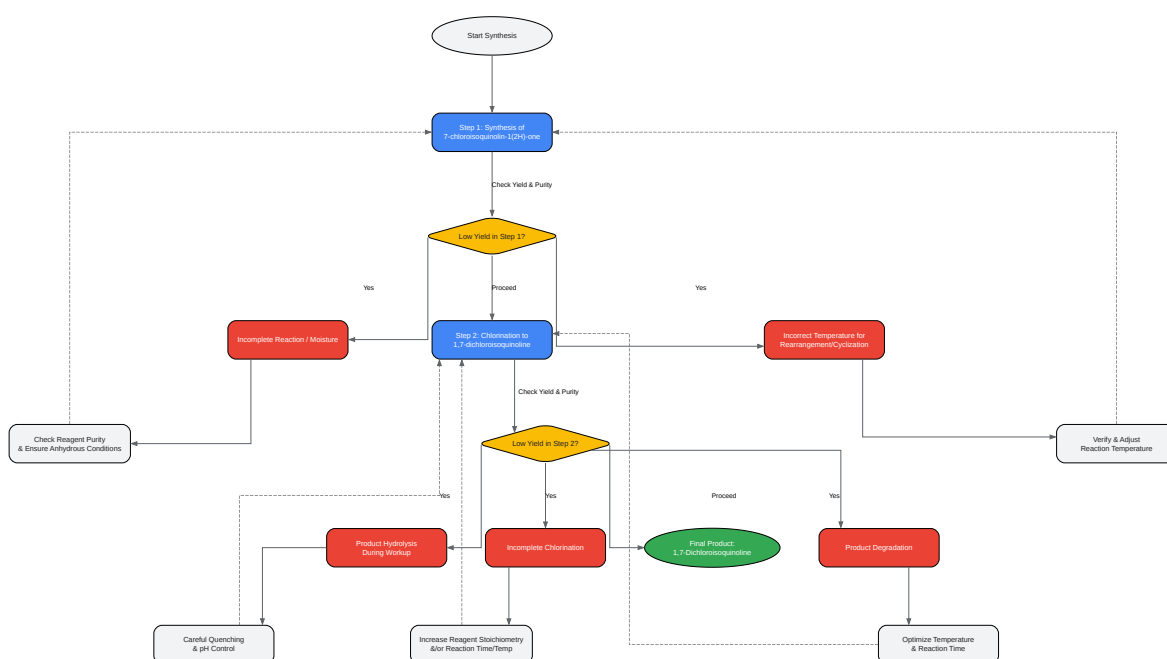 Start Synthesis
Step 1: Synthesis of
7-chloroisoquinolin-1(2H)-one
Check Yield & Purity
Low Yield in Step 1?
Yes
Proceed
Yes
Incomplete Reaction / Moisture
Step 2: Chlorination to
1,7-dichloroisoquinoline
Incorrect Temperature for
Rearrangement/Cyclization
Check Yield & Purity
Check Reagent Purity
& Ensure Anhydrous Conditions
Low Yield in Step 2?
Verify & Adjust
Reaction Temperature
Yes
Yes
Proceed
Yes
Product Hydrolysis
During Workup
Incomplete Chlorination
Final Product:
1,7-Dichloroisoquinoline
Product Degradation
Careful Quenching
& pH Control
Increase Reagent Stoichiometry
&/or Reaction Time/Temp
Optimize Temperature
& Reaction Time